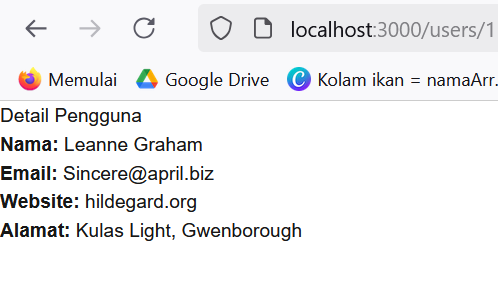 localhost:3000/users/1
Memulai Google Drive Kolam ikan = namaArr.
Detail Pengguna
Nama: Leanne Graham
Email: Sincere@april.biz
Website: hildegard.org
Alamat: Kulas Light, Gwenborough